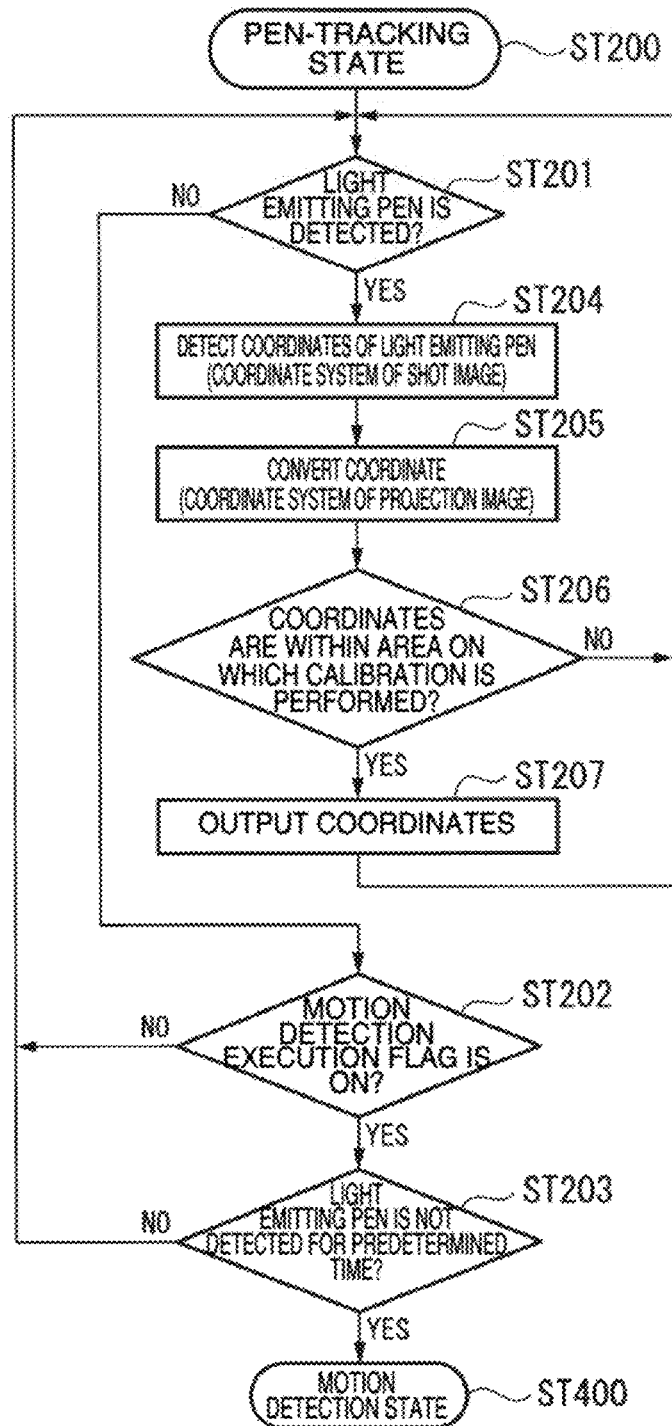 PEN-TRACKING
STATE
ST200
LIGHT
EMITTING PEN IS
DETECTED?
ST201
NO
YES
ST204
DETECT COORDINATES OF LIGHT EMITTING PEN
(COORDINATE SYSTEM OF SHOT IMAGE)
ST205
CONVERT COORDINATE
(COORDINATE SYSTEM OF PROJECTION IMAGE)
ST206
COORDINATES
ARE WITHIN AREA ON
WHICH CALIBRATION IS
PERFORMED?
NO
YES
ST207
OUTPUT COORDINATES
ST202
MOTION
DETECTION
EXECUTION FLAG IS
ON?
NO
YES
ST203
LIGHT
EMITTING PEN IS NOT
DETECTED FOR PREDETERMINED
TIME?
NO
YES
MOTION
DETECTION STATE
ST400